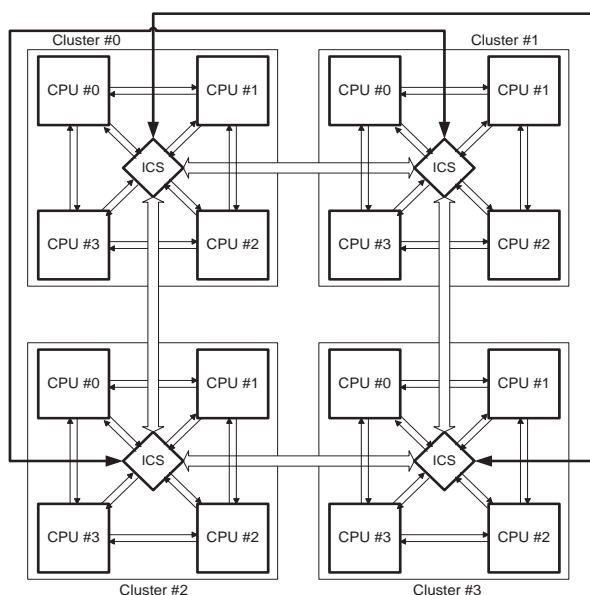 Cluster #0
Cluster #1
CPU #0
CPU #1
ICS
CPU #3
CPU #2
CPU #0
CPU #1
ICS
CPU #3
CPU #2
CPU #0
CPU #1
ICS
CPU #3
CPU #2
CPU #0
CPU #1
ICS
CPU #3
CPU #2
Cluster #2
Cluster #3